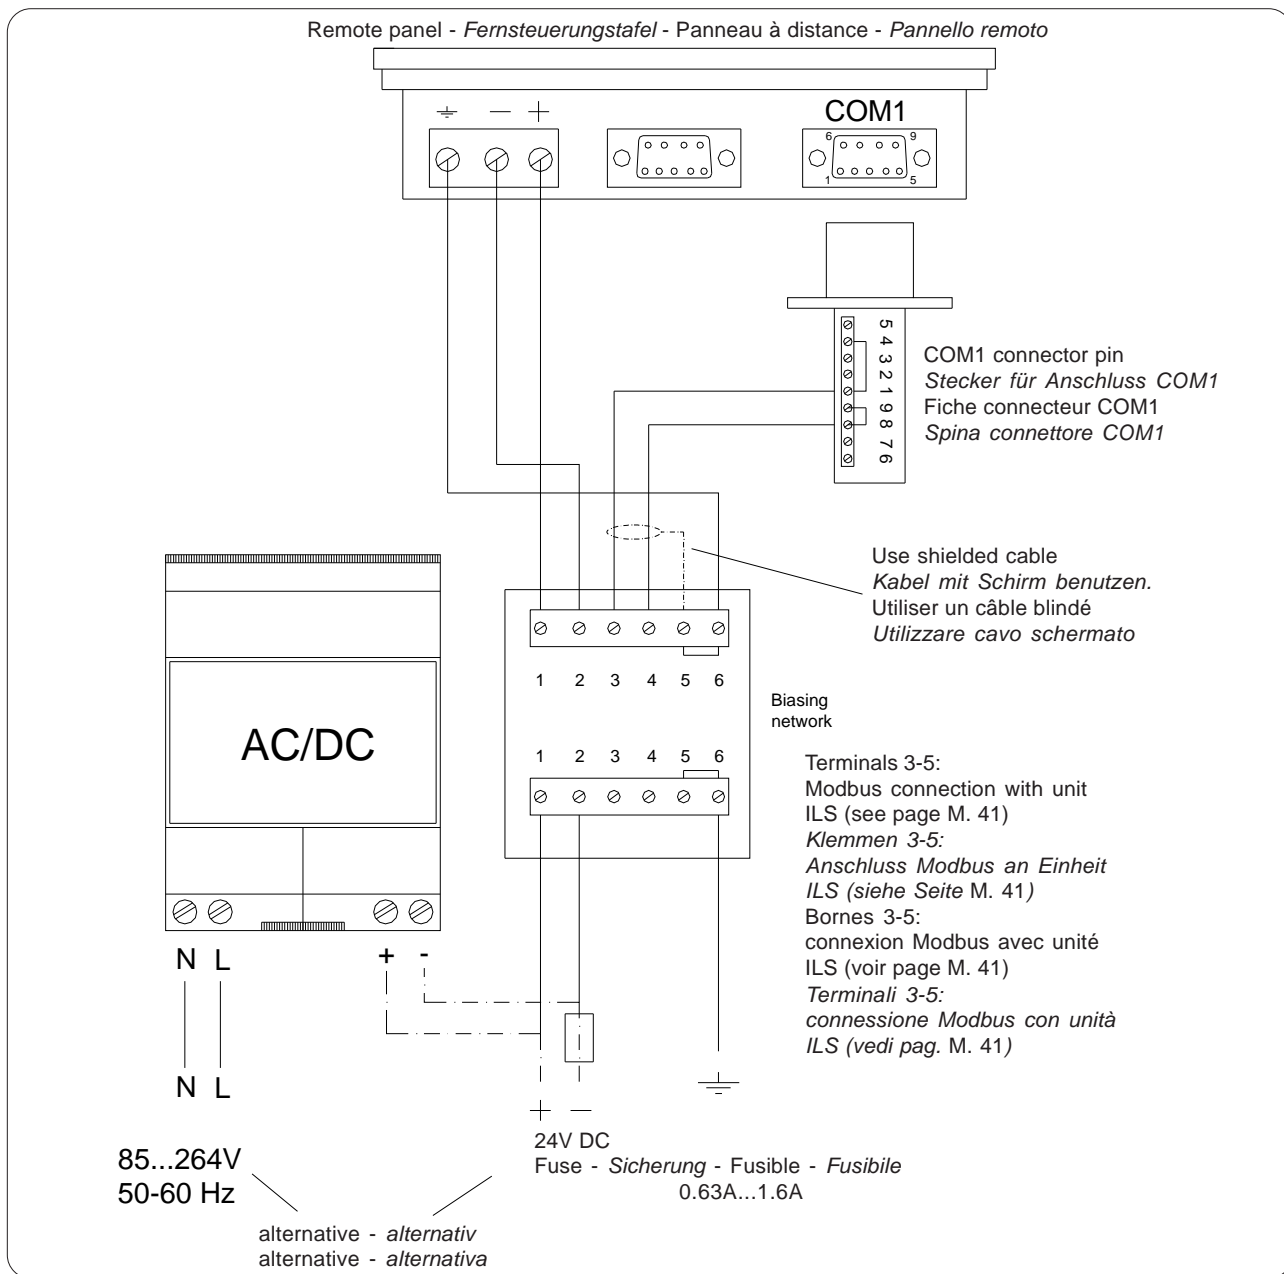 Remote panel - Fernsteuerungstafel - Panneau à distance - Pannello remoto
COM1
6 9
1 5
5 4 3 2 1 9 8 7 6
COM1 connector pin
Stecker für Anschluss COM1
Fiche connecteur COM1
Spina connettore COM1
Use shielded cable
Kabel mit Schirm benutzen.
Utiliser un câble blindé
Utilizzare cavo schermato
1 2 3 4 5 6
Biasing
network
AC/DC
1 2 3 4 5 6
Terminals 3-5:
Modbus connection with unit
ILS (see page M. 41)
Klemmen 3-5:
Anschluss Modbus an Einheit
ILS (siehe Seite M. 41)
Bornes 3-5:
connexion Modbus avec unité
ILS (voir page M. 41)
Terminali 3-5:
connessione Modbus con unità
ILS (vedi pag. M. 41)
N L + -
N L
+ −
24V DC
Fuse - Sicherung - Fusible - Fusibile
0.63A...1.6A
85...264V
50-60 Hz
alternative - alternativ
alternative - alternativa